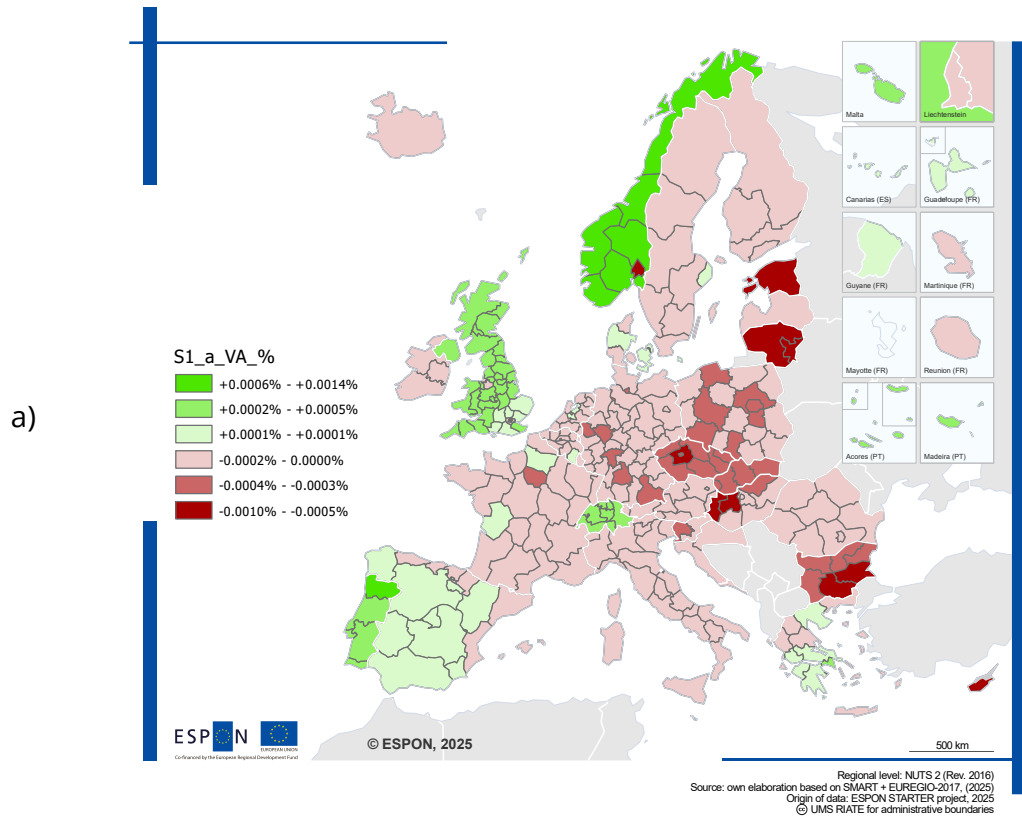 Malta
Liechtenstein
Canarias (ES)
Guadeloupe (FR)
Guyane (FR)
Martinique (FR)
Mayotte (FR)
Reunion (FR)
Acores (PT)
Madeira (PT)
S1_a_VA_%
+0.0006% - +0.0014%
+0.0002% - +0.0005%
+0.0001% - +0.0001%
-0.0002% - 0.0000%
-0.0004% - -0.0003%
-0.0010% - -0.0005%
a)
ESPON
EUROPEAN UNION
Co-financed by the European Regional Development Fund
© ESPON, 2025
500 km
Regional level: NUTS 2 (Rev. 2016)
Source: own elaboration based on SMART + EUREGIO-2017, (2025)
Origin of data: ESPON STARTER project, 2025
© UMS RIATE for administrative boundaries